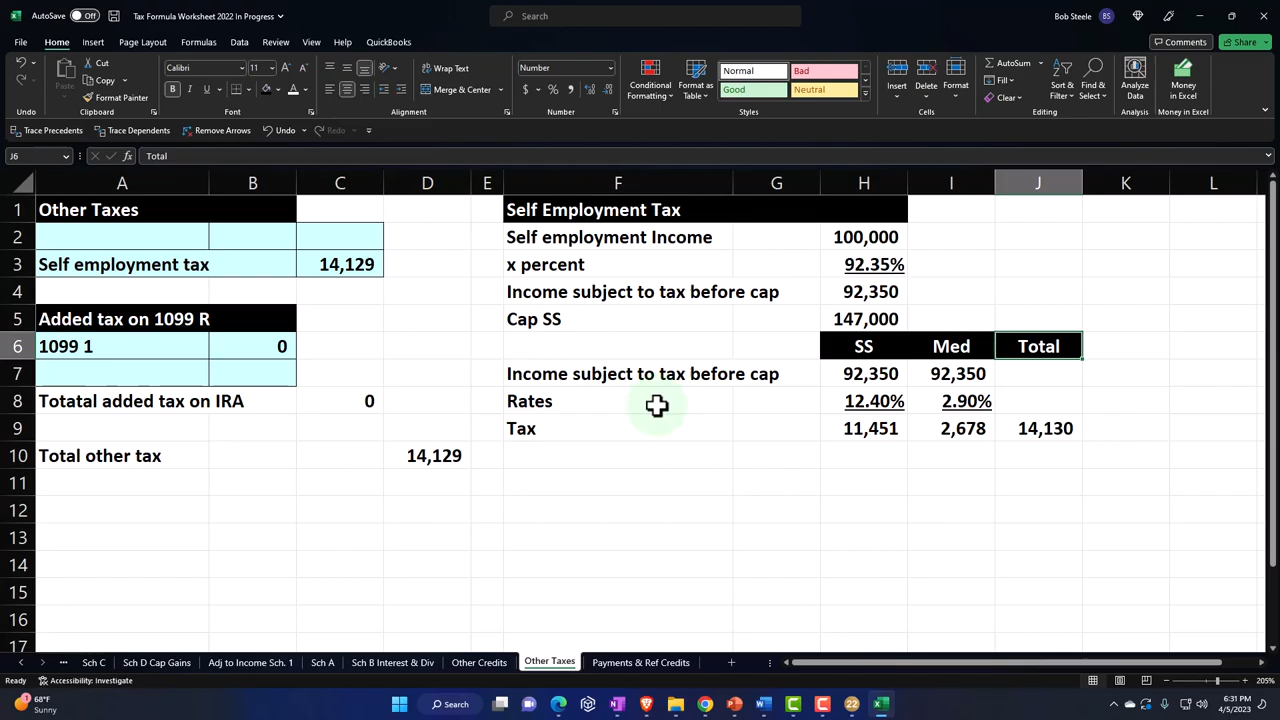 AutoSave Off Tax Formula Worksheet 2022 In Progress Search Bob Steele BS
File Home Insert Page Layout Formulas Data Review View Help QuickBooks Comments Share
Undo Paste Cut Copy Format Painter Clipboard
Calibri 11 B I U Font
Wrap Text Merge & Center Alignment
Number $ % Number
Conditional Formatting Format as Table Normal Bad Good Neutral Styles
Insert Delete Format Cells
AutoSum Fill Clear Sort & Filter Find & Select Editing
Analyze Data Analysis Money in Excel Money in Excel
Trace Precedents Trace Dependents Remove Arrows Undo Redo
J6 fx Total
A B C D E F G H I J K L
1 Other Taxes Self Employment Tax
2 Self employment Income 100,000
3 Self employment tax 14,129 x percent 92.35%
4 Income subject to tax before cap 92,350
5 Added tax on 1099 R Cap SS 147,000
6 1099 1 0 SS Med Total
7 Income subject to tax before cap 92,350 92,350
8 Totatal added tax on IRA 0 Rates 12.40% 2.90%
9 Tax 11,451 2,678 14,130
10 Total other tax 14,129
11
12
13
14
15
16
17
... Sch C Sch D Cap Gains Adj to Income Sch. 1 Sch A Sch B Interest & Div Other Credits Other Taxes Payments & Ref Credits
Ready Accessibility: Investigate 205%
68°F Sunny Search 22 6:31 PM 4/5/2023